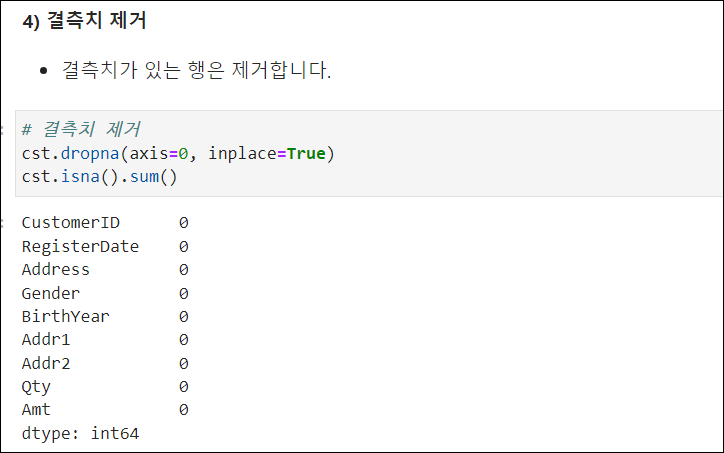 4) 결측치 제거
• 결측치가 있는 행은 제거합니다.
# 결측치 제거
cst.dropna(axis=0, inplace=True)
cst.isna().sum()
CustomerID 0
RegisterDate 0
Address 0
Gender 0
BirthYear 0
Addr1 0
Addr2 0
Qty 0
Amt 0
dtype: int64